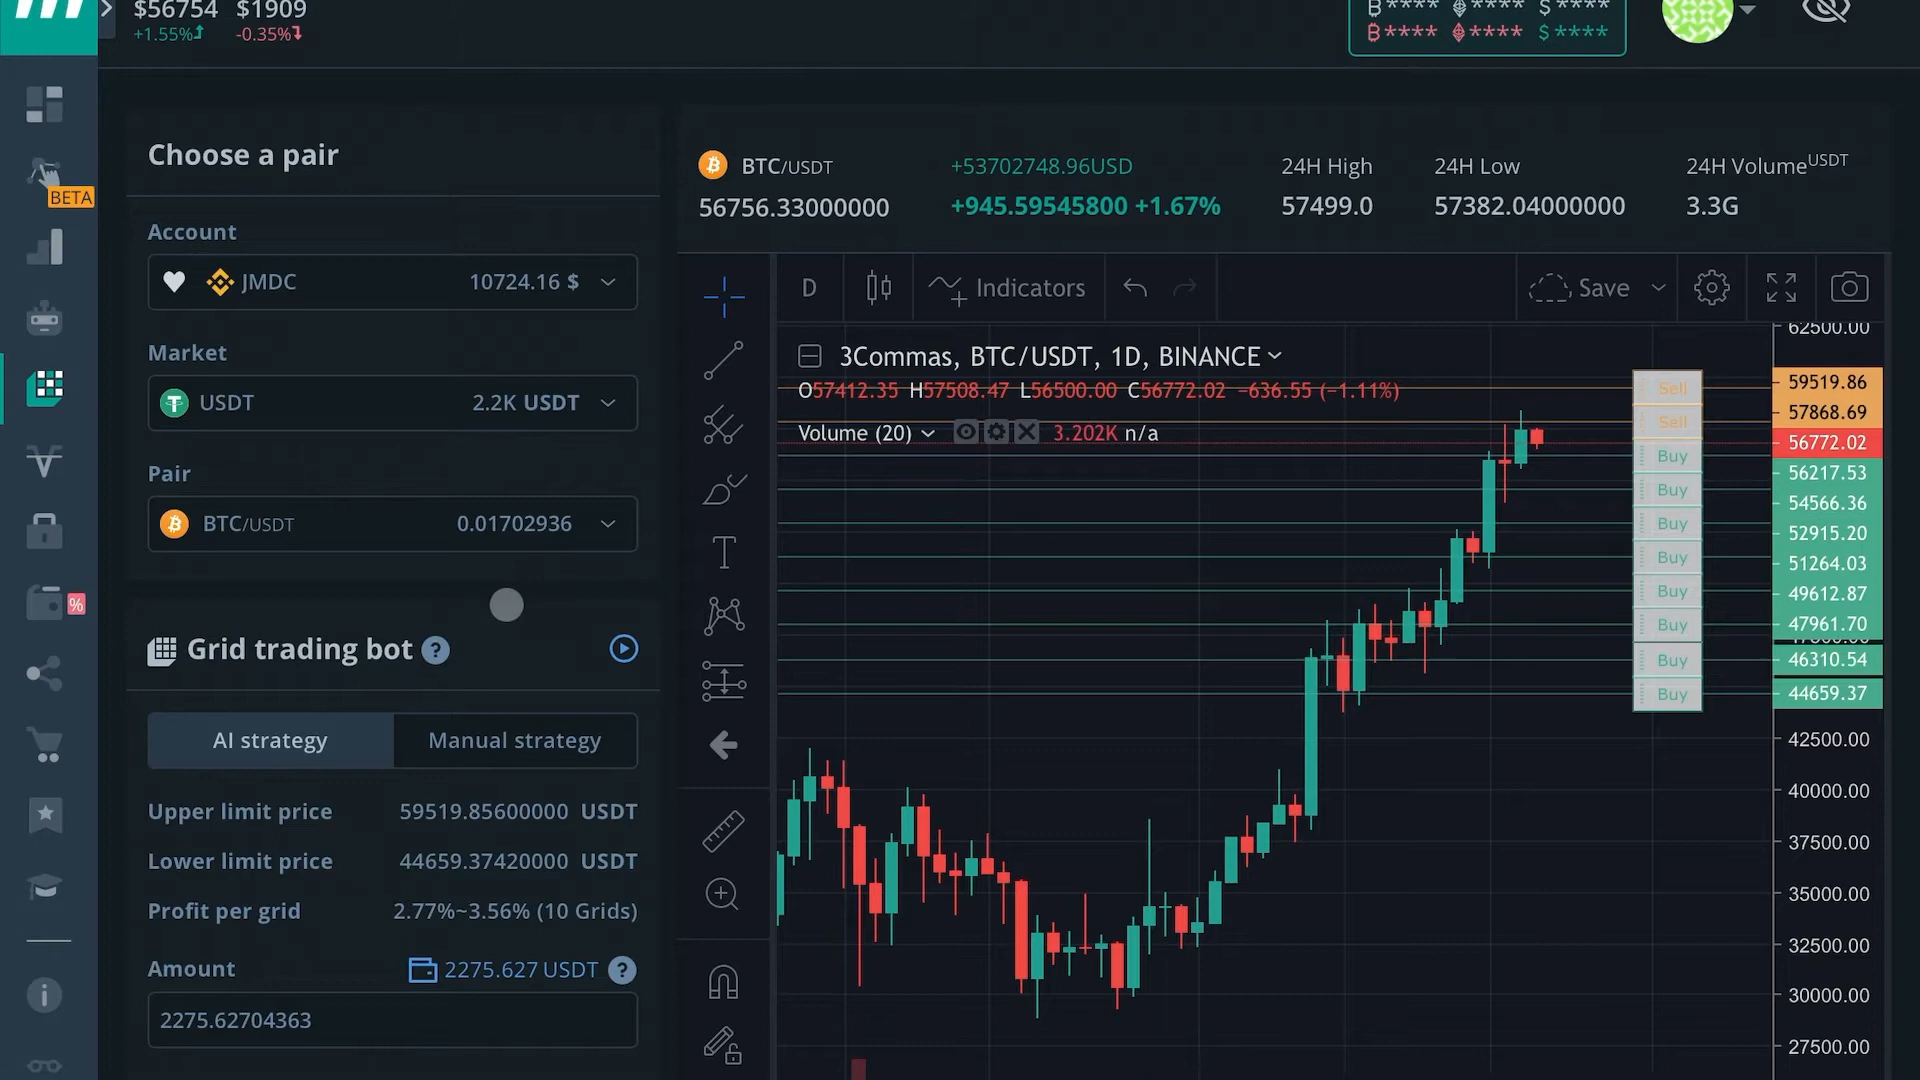 $56754 $1909
+1.55% -0.35%
₿**** ****  $****
₿**** **** $****
BETA
%
Choose a pair
Account
JMDC 10724.16 $
Market
USDT 2.2K USDT
Pair
BTC/USDT 0.01702936
Grid trading bot ?
AI strategy Manual strategy
Upper limit price 59519.85600000 USDT
Lower limit price 44659.37420000 USDT
Profit per grid 2.77%~3.56% (10 Grids)
Amount 2275.627 USDT ?
2275.62704363
BTC/USDT +53702748.96USD 24H High 24H Low 24H Volume USDT
56756.33000000 +945.59545800 +1.67% 57499.0 57382.04000000 3.3G
D Indicators Save
3Commas, BTC/USDT, 1D, BINANCE
O57412.35 H57508.47 L56500.00 C56772.02 −636.55 (−1.11%)
Volume (20) 3.202K n/a
Sell
Sell
Buy
Buy
Buy
Buy
Buy
Buy
Buy
Buy
62500.00
59519.86
57868.69
56772.02
56217.53
54566.36
52915.20
51264.03
49612.87
47961.70
46310.54
44659.37
42500.00
40000.00
37500.00
35000.00
32500.00
30000.00
27500.00